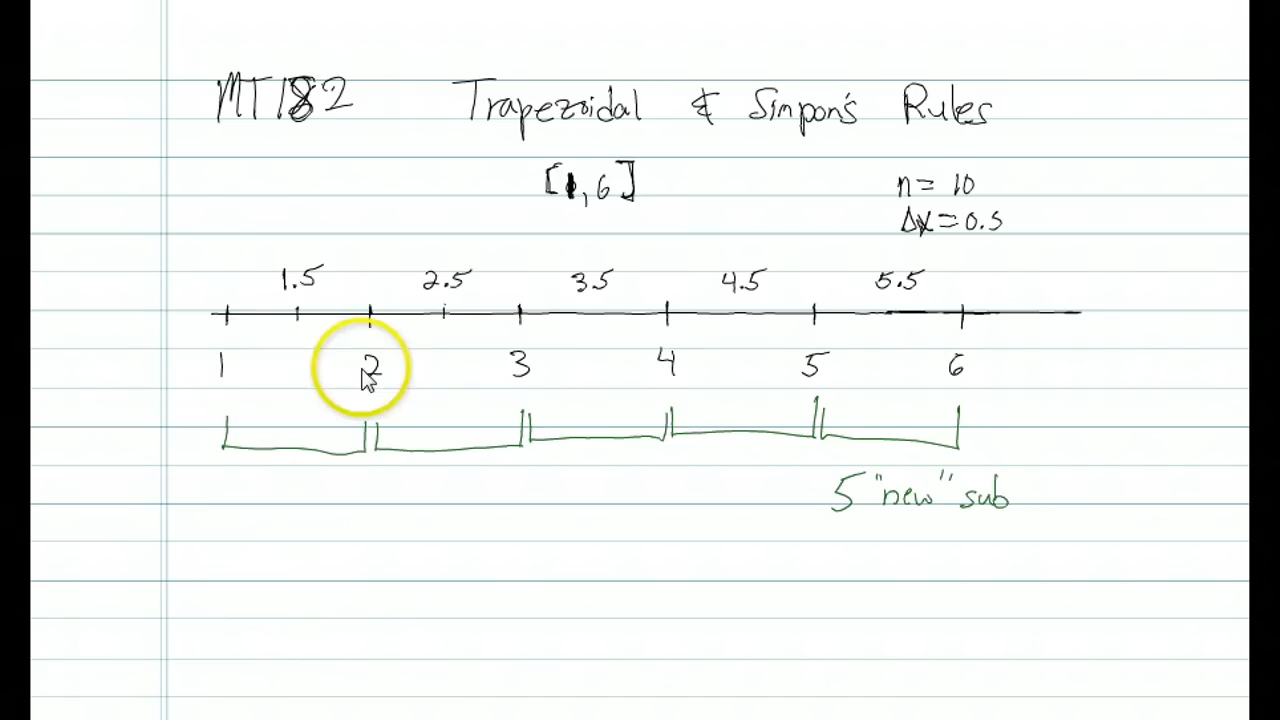 MT182 Trapezoidal & Simpon's Rules
[1,6] n = 10
Δx = 0.5
1.5 2.5 3.5 4.5 5.5
1 2 3 4 5 6
5 "new" sub